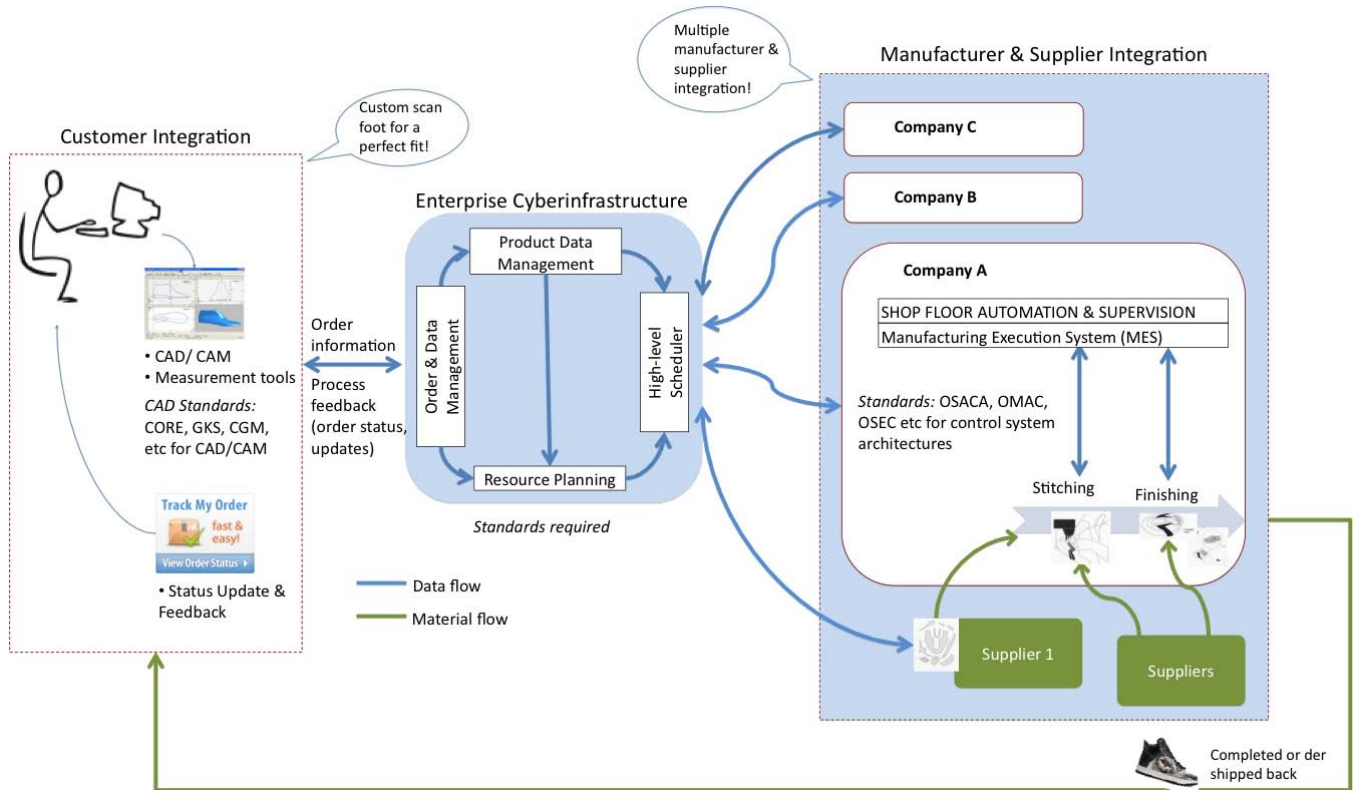 Customer Integration
Custom scan
foot for a
perfect fit!
• CAD/ CAM
• Measurement tools
CAD Standards:
CORE, GKS, CGM,
etc for CAD/CAM
Track My Order
fast &
easy!
View Order Status
• Status Update &
Feedback
Order
information
Process
feedback
(order status,
updates)
Enterprise Cyberinfrastructure
Product Data
Management
Order & Data
Management
High-level
Scheduler
Resource Planning
Standards required
Data flow
Material flow
Multiple
manufacturer &
supplier
integration!
Manufacturer & Supplier Integration
Company C
Company B
Company A
SHOP FLOOR AUTOMATION & SUPERVISION
Manufacturing Execution System (MES)
Standards: OSACA, OMAC,
OSEC etc for control system
architectures
Stitching
Finishing
Supplier 1
Suppliers
Completed or der
shipped back